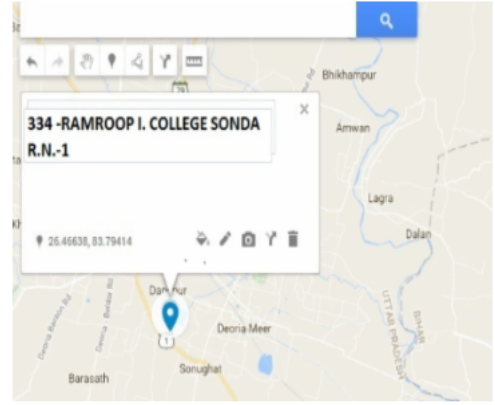 Bhikhampur
334 -RAMROOP I. COLLEGE SONDA
R.N.-1
Amwan
Lagra
Dalan
26.46638, 83.79414
Deoria Meer
1
UTTAR PRADESH
BIHAR
Sonughat
Barasath